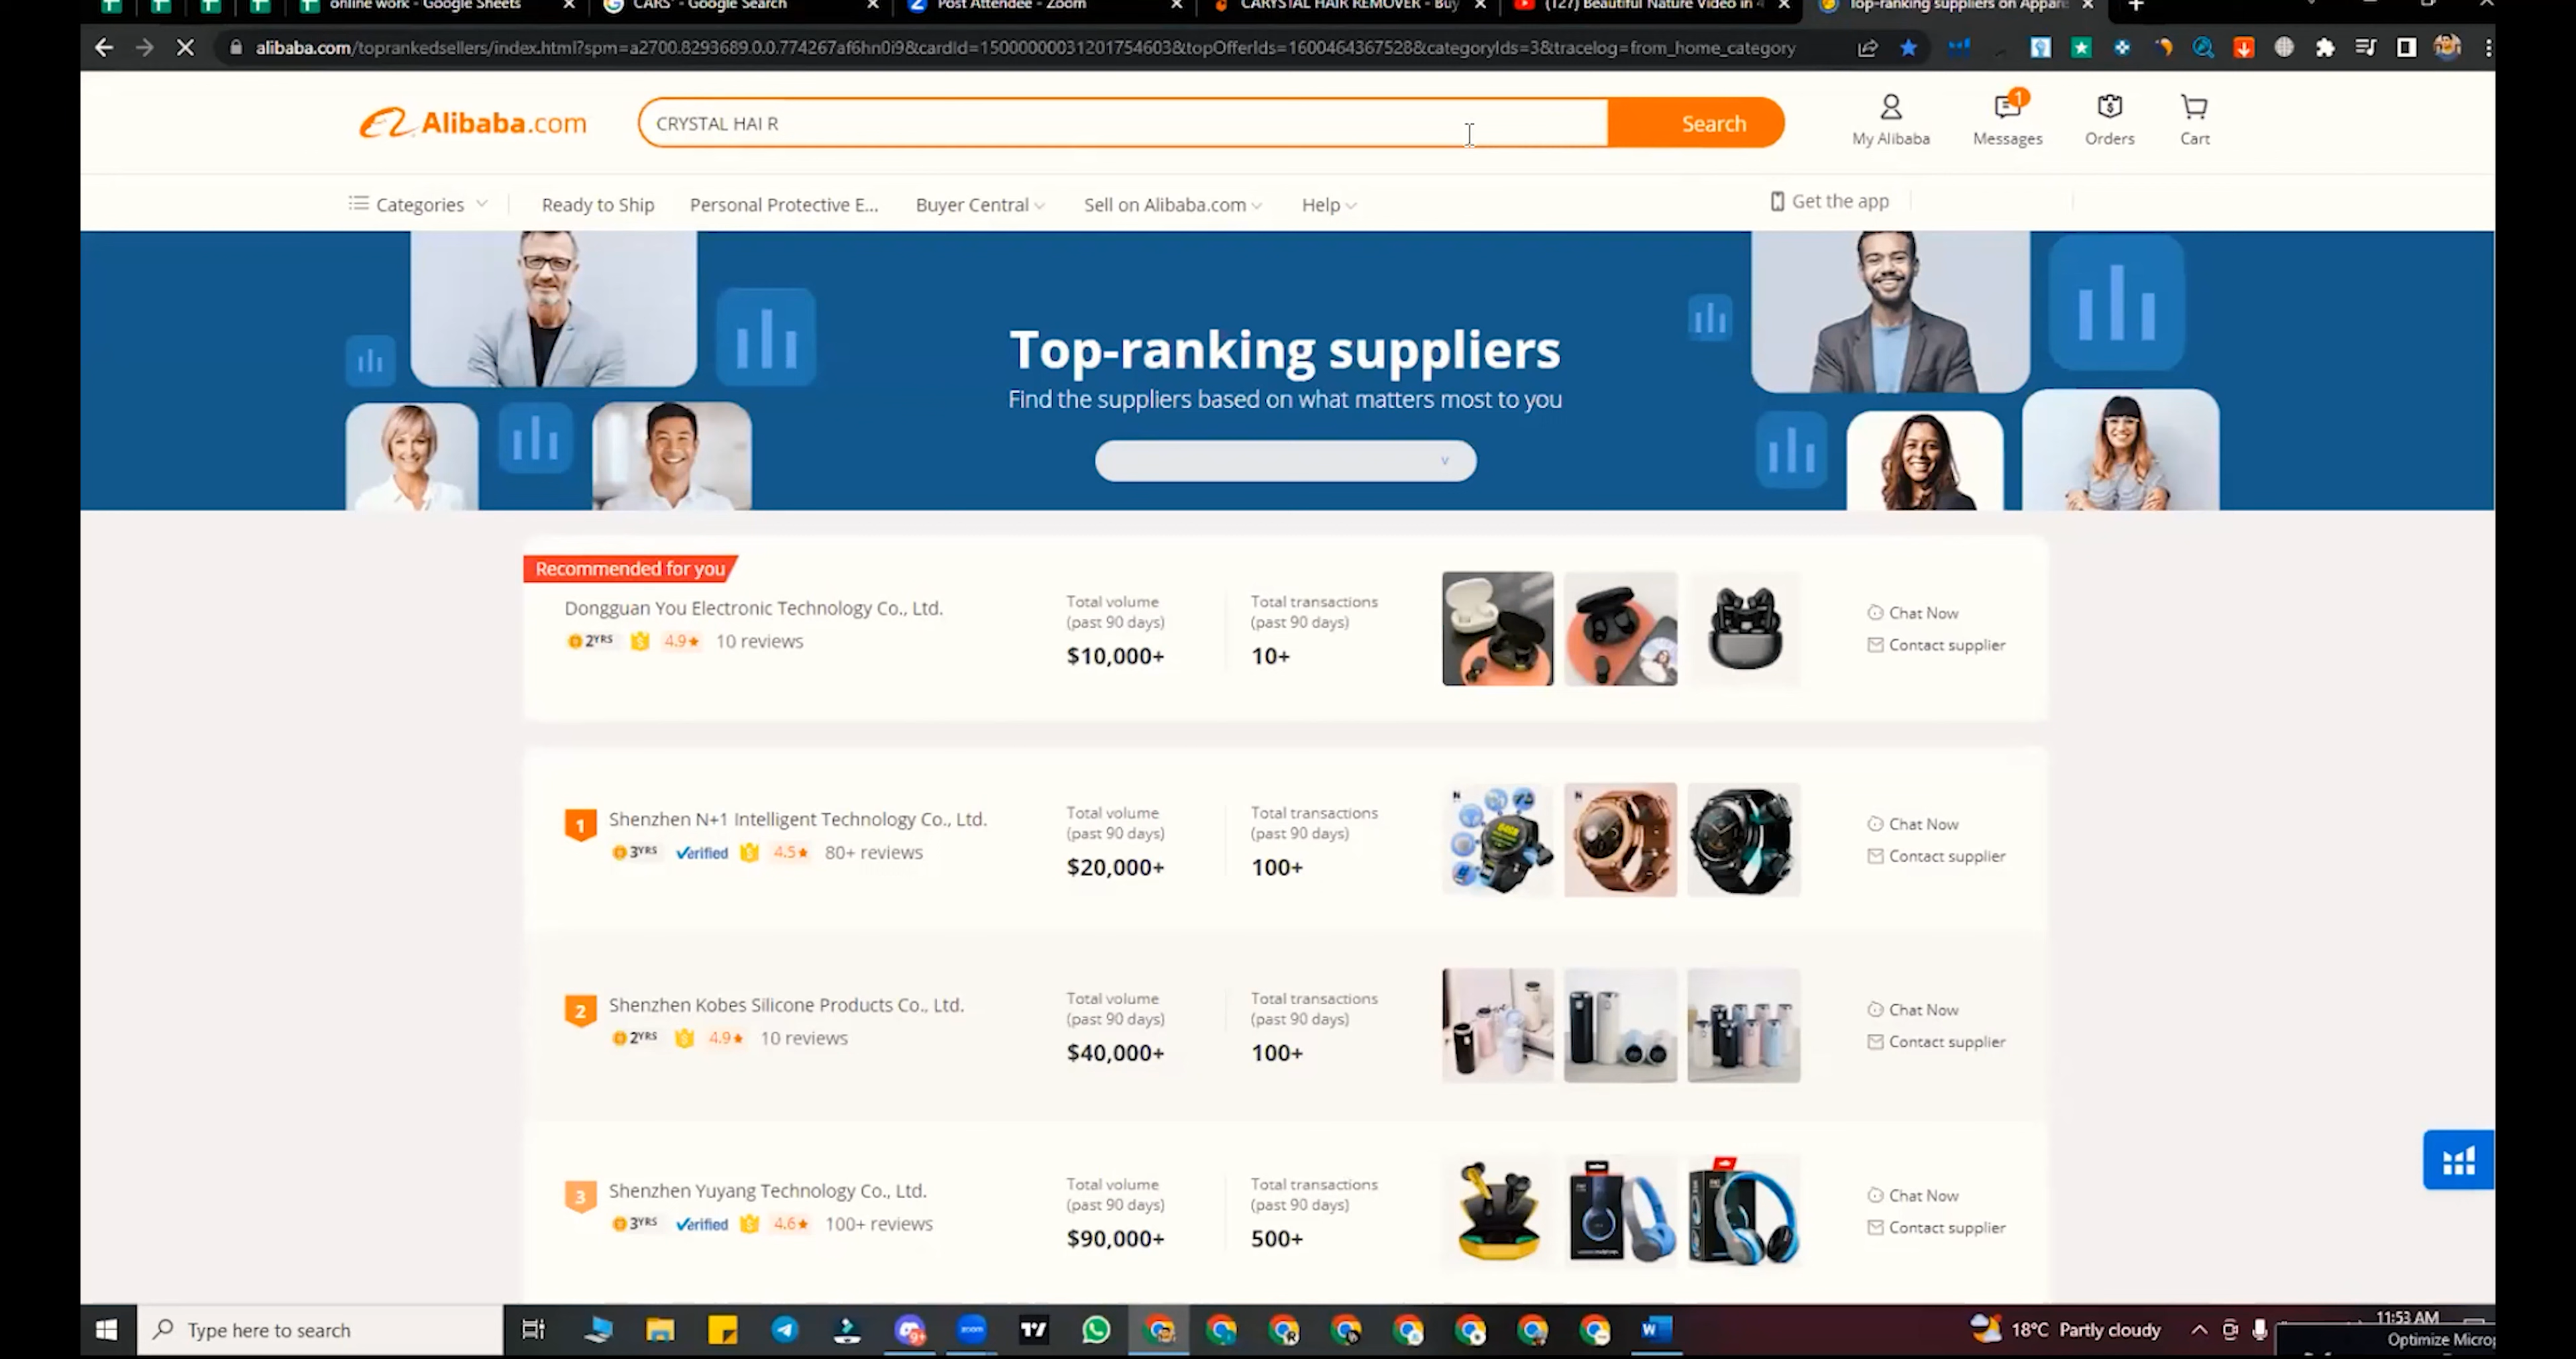 online work - Google Sheets
CARS' - Google Search
Post Attendee - Zoom
CARYSTAL HAIR REMOVER - Buy
(127) Beautiful Nature Video in 4
Top-ranking suppliers on Appare
alibaba.com/toprankedsellers/index.html?spm=a2700.8293689.0.0.774267af6hn0i9&cardId=15000000031201754603&topOfferIds=1600464367528&categoryIds=3&tracelog=from_home_category
Alibaba.com
CRYSTAL HAI R
Search
My Alibaba
1
Messages
Orders
Cart
Categories
Ready to Ship
Personal Protective E...
Buyer Central
Sell on Alibaba.com
Help
Get the app
Top-ranking suppliers
Find the suppliers based on what matters most to you
Recommended for you
Dongguan You Electronic Technology Co., Ltd.
2YRS 4.9 10 reviews
Total volume
(past 90 days)
$10,000+
Total transactions
(past 90 days)
10+
Chat Now
Contact supplier
1
Shenzhen N+1 Intelligent Technology Co., Ltd.
3YRS Verified 4.5 80+ reviews
Total volume
(past 90 days)
$20,000+
Total transactions
(past 90 days)
100+
Chat Now
Contact supplier
2
Shenzhen Kobes Silicone Products Co., Ltd.
2YRS 4.9 10 reviews
Total volume
(past 90 days)
$40,000+
Total transactions
(past 90 days)
100+
Chat Now
Contact supplier
3
Shenzhen Yuyang Technology Co., Ltd.
3YRS Verified 4.6 100+ reviews
Total volume
(past 90 days)
$90,000+
Total transactions
(past 90 days)
500+
Chat Now
Contact supplier
Type here to search
9+
zoom
18°C Partly cloudy
11:53 AM
Optimize Microp